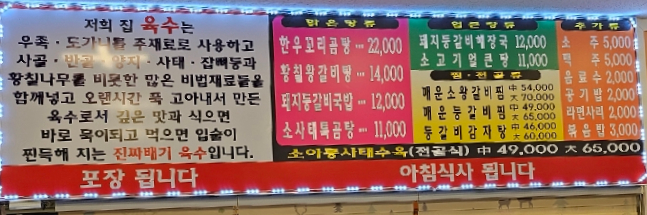 저희 집 육수는
우족·도가니를 주재료로 사용하고
사골·반골·양지·사태·잡뼈등과
황칠나무를 비롯한 많은 비법재료들을
함께넣고 오랜시간 푹 고아내서 만든
육수로서 깊은 맛과 식으면
바로 묵이되고 먹으면 입술이
찐득해 지는 진짜배기 육수입니다.
포장 됩니다
맑은탕류
한우꼬리곰탕 22,000
황칠왕갈비탕 14,000
돼지등갈비국밥 12,000
소사태특곰탕 11,000
얼큰탕류
돼지등갈비해장국 12,000
소고기얼큰탕 11,000
찜·전골류
매운소왕갈비찜 中 54,000
大 70,000
매운등갈비찜 中 49,000
大 65,000
등갈비감자탕 中 46,000
大 60,000
추가류
소주 5,000
맥주 5,000
음료수 2,000
공기밥 2,000
라면사리 2,000
볶음밥 3,000
소아롱사태수육(전골식) 中 49,000 大 65,000
아침식사 됩니다